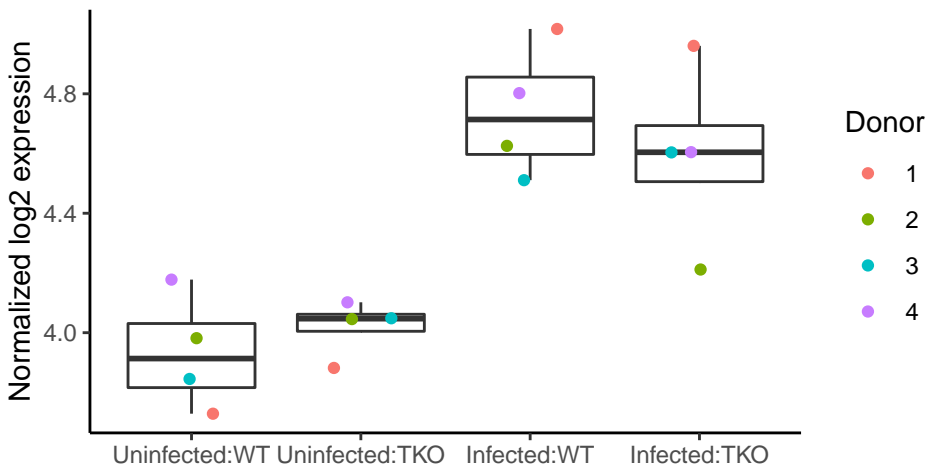 Normalized log2 expression
4.8
4.4
4.0
Uninfected:WT
Uninfected:TKO
Infected:WT
Infected:TKO
Donor
1
2
3
4